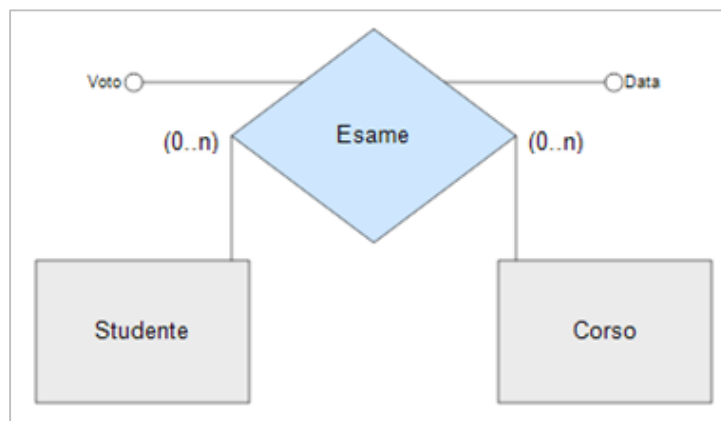 Voto
Data
Esame
(0..n)
(0..n)
Studente
Corso